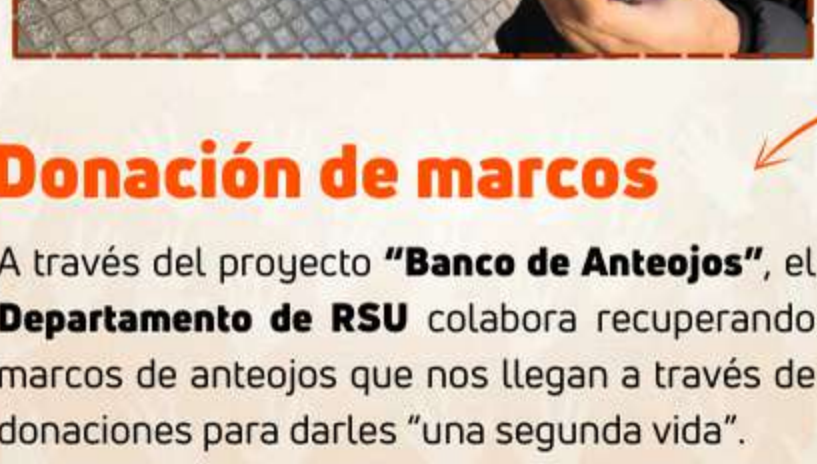 Donación de marcos
A través del proyecto “Banco de Anteojos”, el
Departamento de RSU colabora recuperando
marcos de anteojos que nos llegan a través de
donaciones para darles “una segunda vida”.